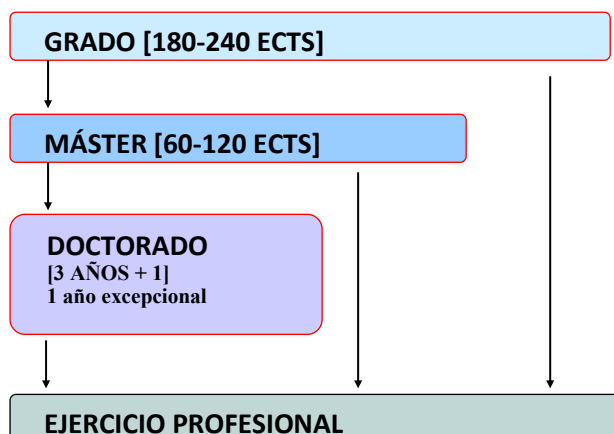 GRADO [180-240 ECTS]
MÁSTER [60-120 ECTS]
DOCTORADO
[3 AÑOS + 1]
1 año excepcional
EJERCICIO PROFESIONAL